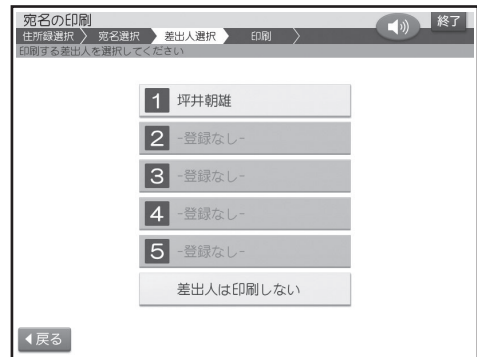 宛名の印刷
終了
住所録選択 〉 宛名選択 差出人選択 印刷 〉
印刷する差出人を選択してください
1 坪井朝雄
2 -登録なし-
3 -登録なし-
4 -登録なし-
5 -登録なし-
差出人は印刷しない
◀戻る